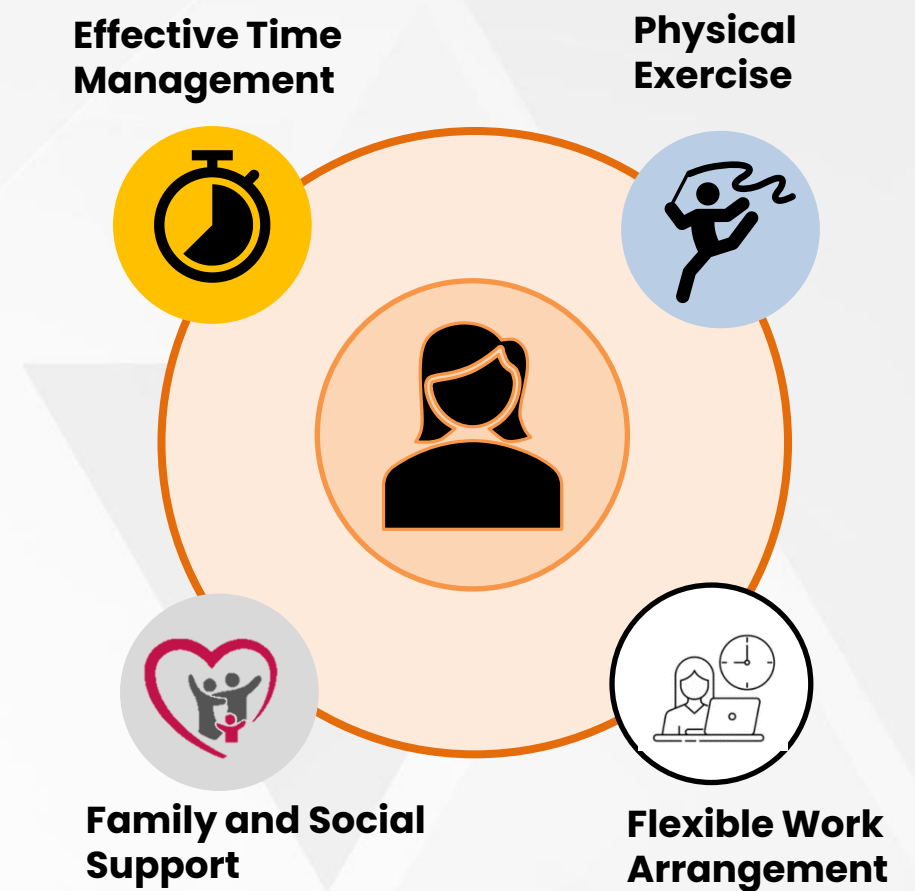 Effective Time
Management
Physical
Exercise
Family and Social
Support
Flexible Work
Arrangement